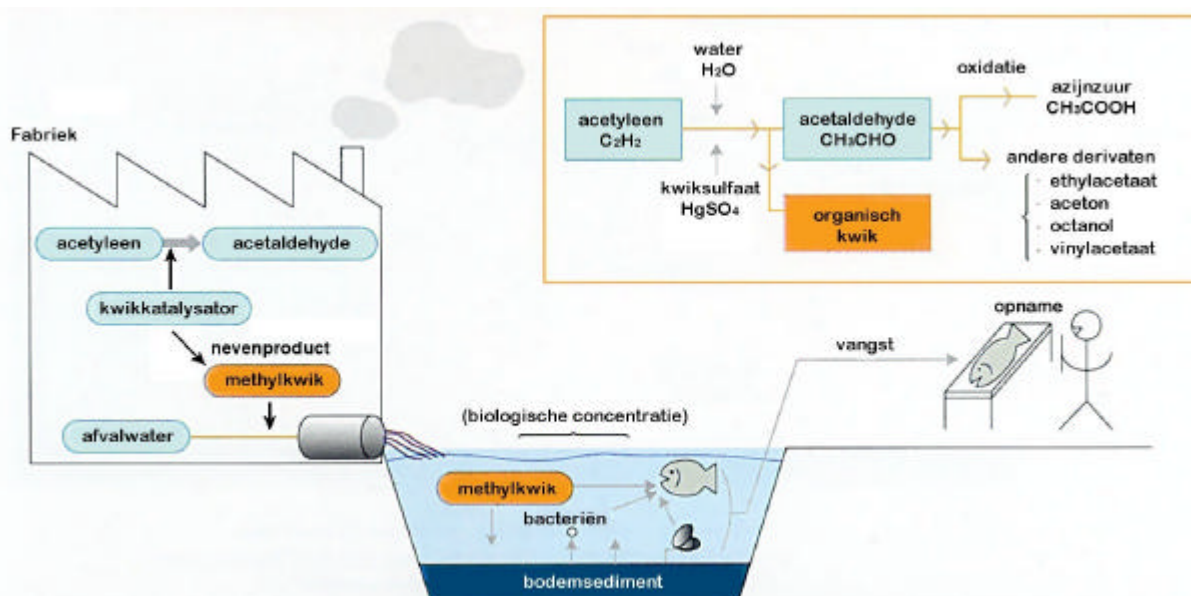 Fabriek
acetyleen
acetaldehyde
kwikkatalysator
nevenproduct
methylkwik
afvalwater
water
H₂O
acetyleen
C₂H₂
kwiksulfaat
HgSO₄
acetaldehyde
CH₃CHO
organisch
kwik
oxidatie
azijnzuur
CH₃COOH
andere derivaten
· ethylacetaat
· aceton
· octanol
· vinylacetaat
(biologische concentratie)
methylkwik
bacteriën
bodemsediment
vangst
opname